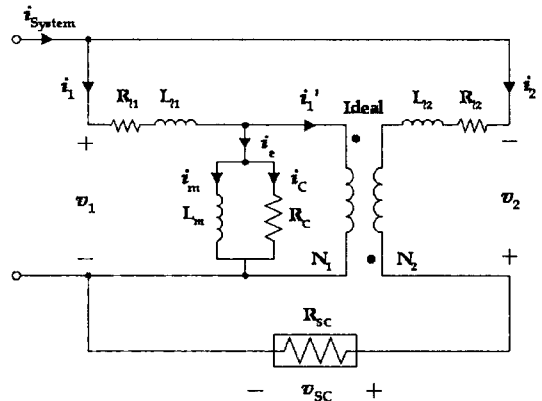 i_System
i_1
R_ℓ1
L_ℓ1
i_1'
Ideal
L_ℓ2
R_ℓ2
i_2
+
i_e
−
i_m
i_C
v_1
L_m
R_C
v_2
−
N_1
N_2
+
R_SC
−
v_SC
+